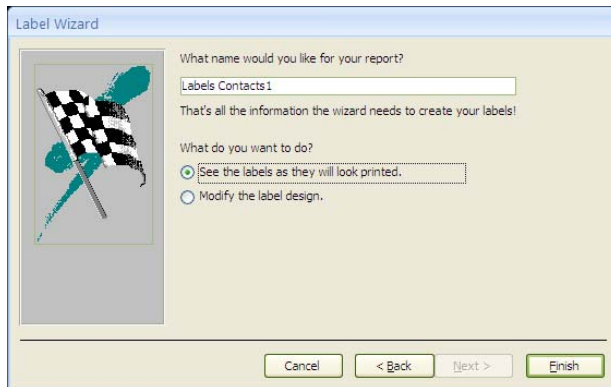 Label Wizard
What name would you like for your report?
Labels Contacts1
That's all the information the wizard needs to create your labels!
What do you want to do?
See the labels as they will look printed.
Modify the label design.
Cancel
< Back
Next >
Finish